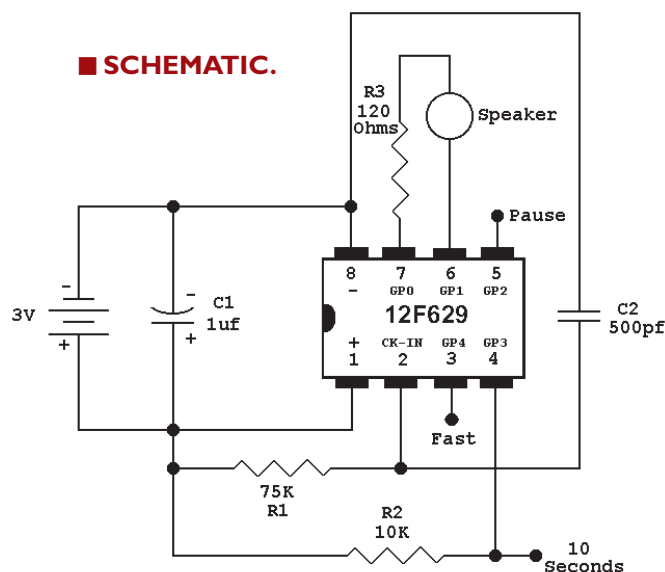 ■ SCHEMATIC.
R3
120
Ohms
Speaker
Pause
8 7 6 5
- GP0 GP1 GP2
12F629
+ CK-IN GP4 GP3
1 2 3 4
-
3V
+
-
C1
1uf
+
C2
500pf
Fast
75K
R1
R2
10K
10
Seconds